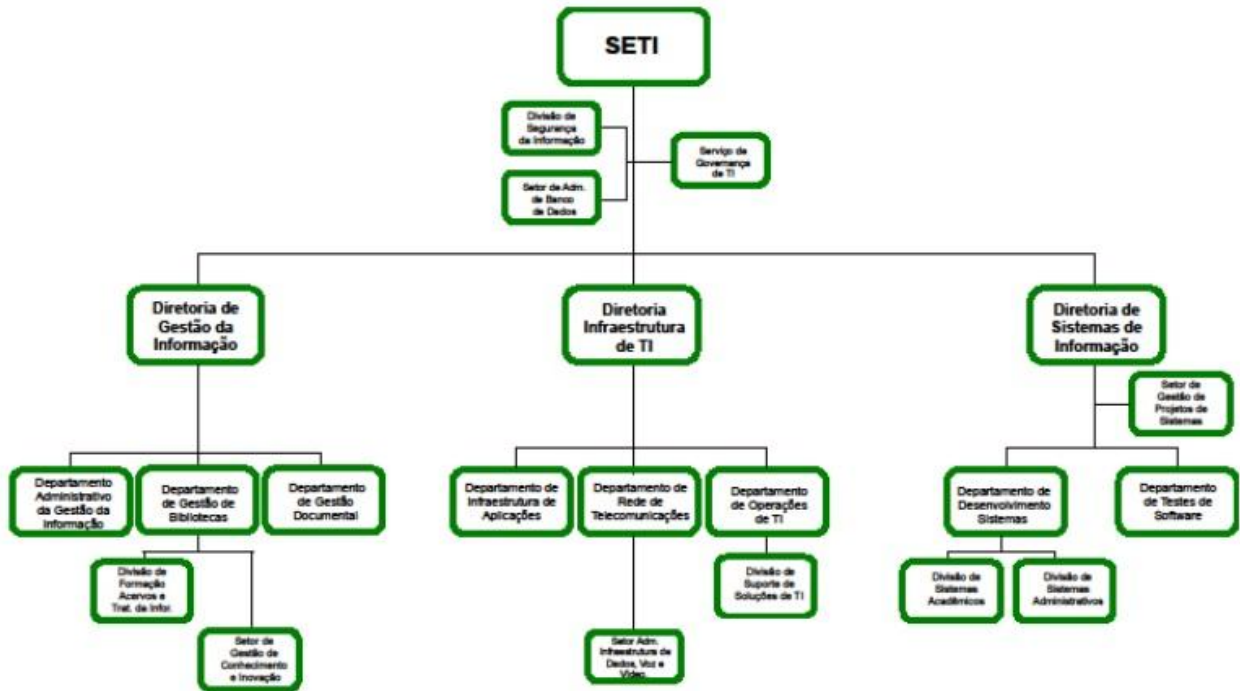 SETI
Divisão de
Segurança
da Informação
Serviço de
Governança
de TI
Setor de Adm.
de Banco
de Dados
Diretoria de
Gestão da
Informação
Diretoria
Infraestrutura
de TI
Diretoria de
Sistemas de
Informação
Setor de
Gestão de
Projetos de
Sistemas
Departamento
Administrativo
da Gestão da
Informação
Departamento
de Gestão de
Bibliotecas
Departamento
de Gestão
Documental
Departamento de
Infraestrutura de
Aplicações
Departamento de
Rede de
Telecomunicações
Departamento
de Operações
de TI
Departamento de
Desenvolvimento
Sistemas
Departamento
de Testes de
Software
Divisão de
Formação
Acervos e
Trat. da Infor.
Setor de
Gestão de
Conhecimento
e Inovação
Setor Adm.
Infraestrutura de
Dados, Voz e
Vídeo.
Divisão de
Suporte de
Soluções de TI
Divisão de
Sistemas
Acadêmicos
Divisão de
Sistemas
Administrativos